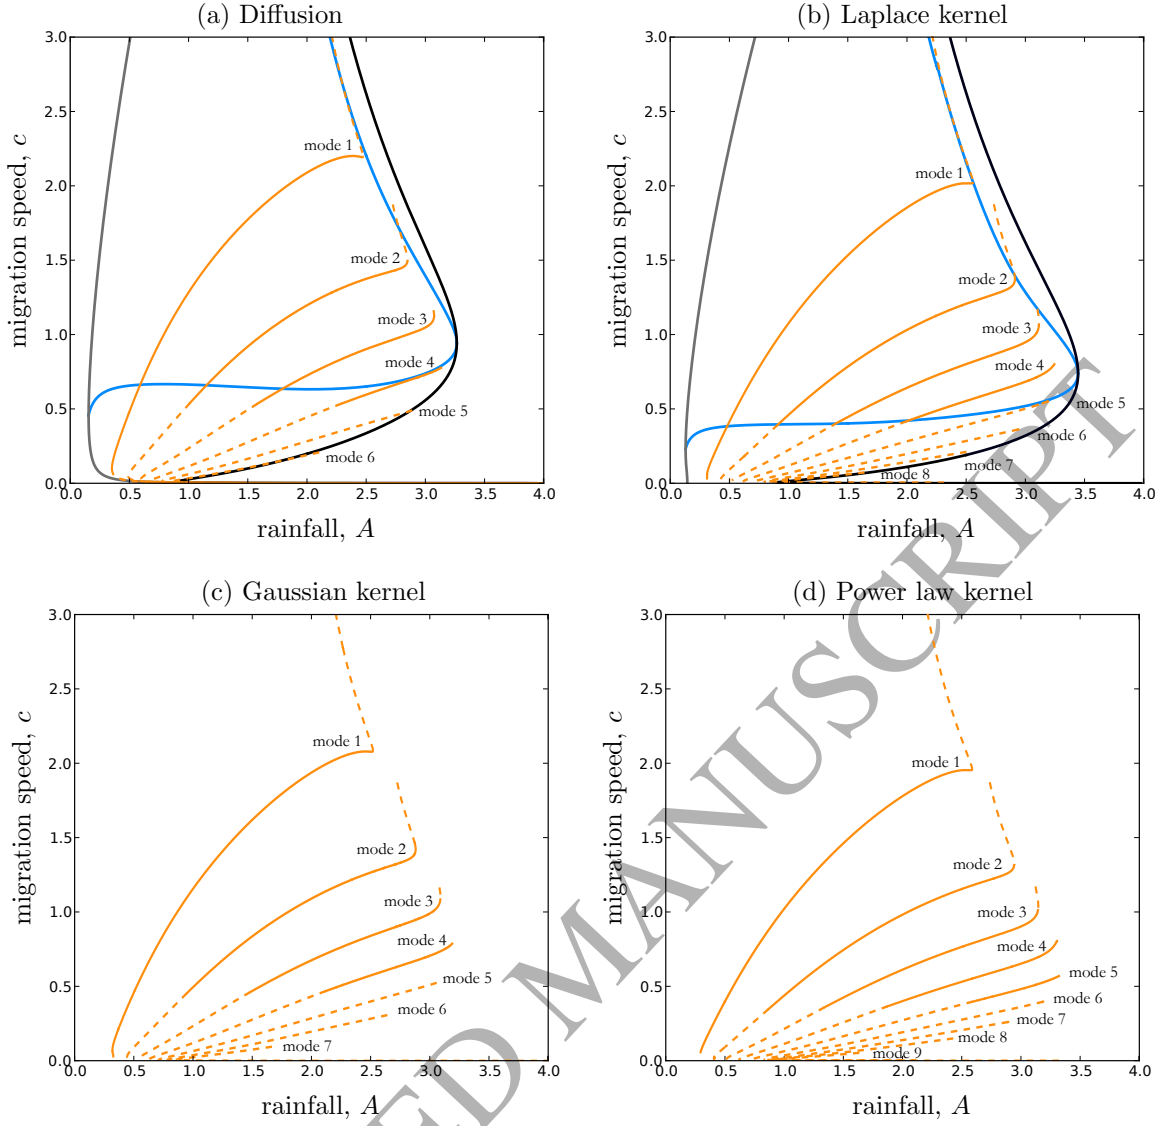 (a) Diffusion
3.0
2.5
2.0
1.5
1.0
0.5
0.0
0.0 0.5 1.0 1.5 2.0 2.5 3.0 3.5 4.0
migration speed, c
rainfall, A
mode 1
mode 2
mode 3
mode 4
mode 5
mode 6
(b) Laplace kernel
3.0
2.5
2.0
1.5
1.0
0.5
0.0
0.0 0.5 1.0 1.5 2.0 2.5 3.0 3.5 4.0
migration speed, c
rainfall, A
mode 1
mode 2
mode 3
mode 4
mode 5
mode 6
mode 7
mode 8
(c) Gaussian kernel
3.0
2.5
2.0
1.5
1.0
0.5
0.0
0.0 0.5 1.0 1.5 2.0 2.5 3.0 3.5 4.0
migration speed, c
rainfall, A
mode 1
mode 2
mode 3
mode 4
mode 5
mode 6
mode 7
(d) Power law kernel
3.0
2.5
2.0
1.5
1.0
0.5
0.0
0.0 0.5 1.0 1.5 2.0 2.5 3.0 3.5 4.0
migration speed, c
rainfall, A
mode 1
mode 2
mode 3
mode 4
mode 5
mode 6
mode 7
mode 8
mode 9
ED MANUSCRIPT